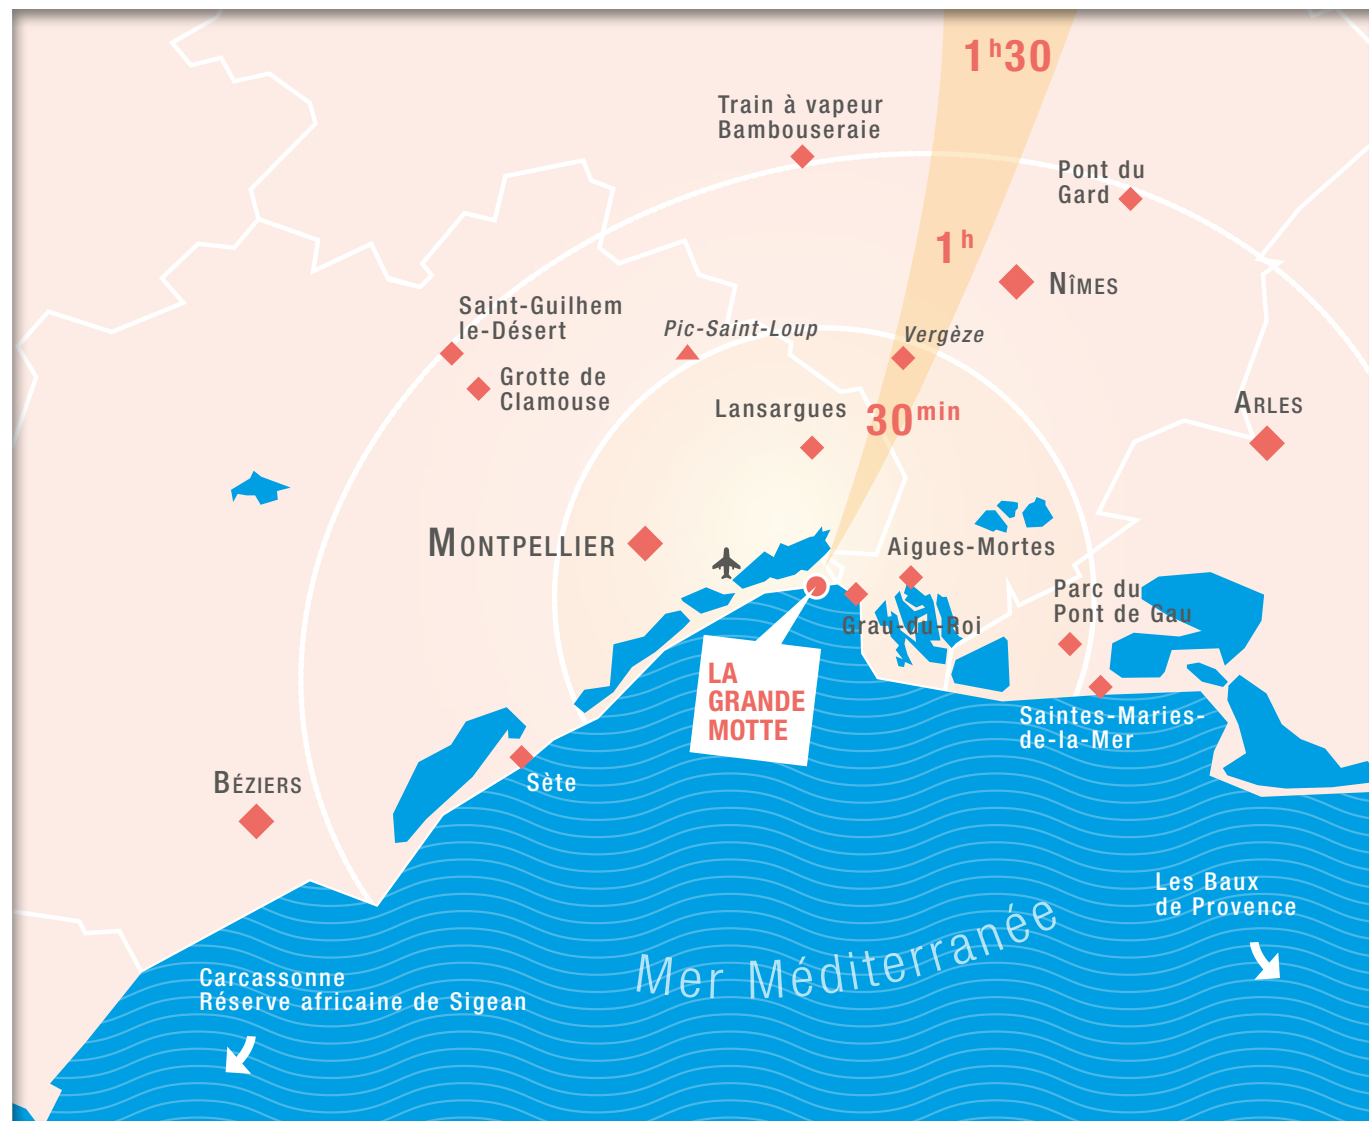 1h30
Train à vapeur
Bambouseraie
Pont du
Gard
1h
NÎMES
Saint-Guilhem
le-Désert
Pic-Saint-Loup
Vergèze
Grotte de
Clamouse
Lansargues
30min
ARLES
MONTPELLIER
Aigues-Mortes
Parc du
Pont de Gau
Grau-du-Roi
LA
GRANDE
MOTTE
Saintes-Maries-
de-la-Mer
BÉZIERS
Sète
Les Baux
de Provence
Mer Méditerranée
Carcassonne
Réserve africaine de Sigean